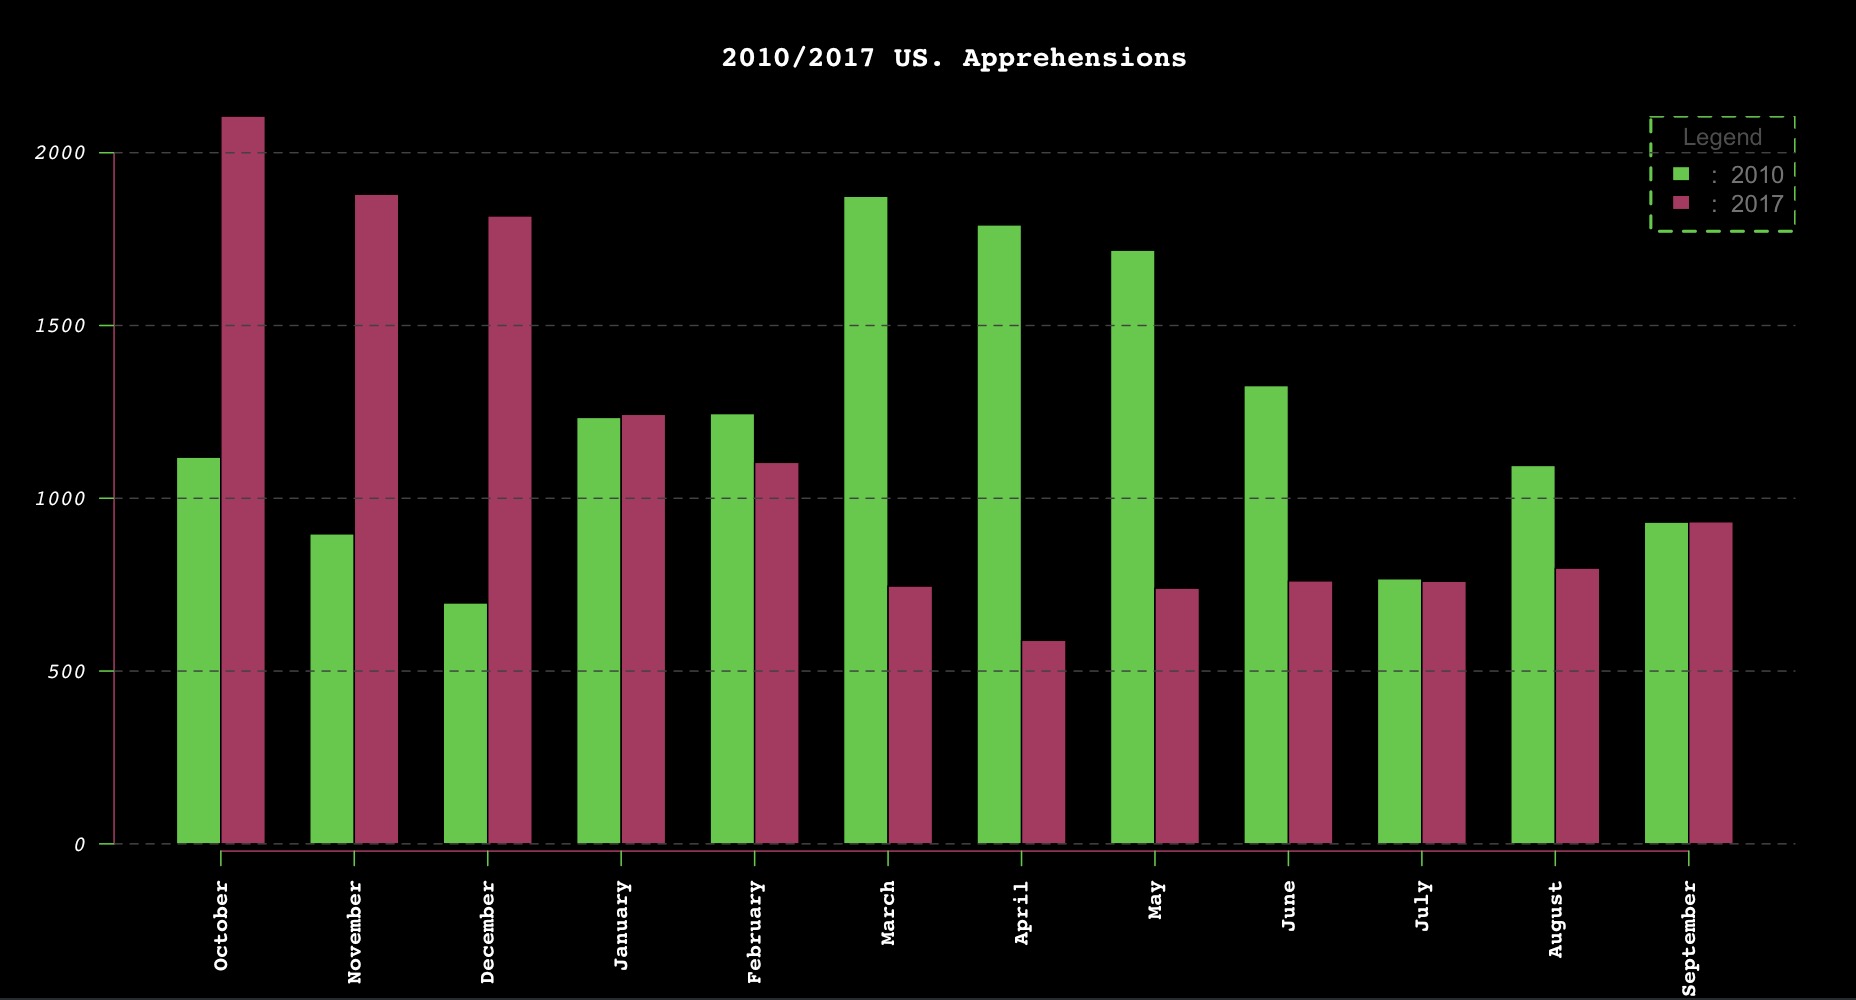 2010/2017 US. Apprehensions
Legend
: 2010
: 2017
2000
1500
1000
500
0
October
November
December
January
February
March
April
May
June
July
August
September